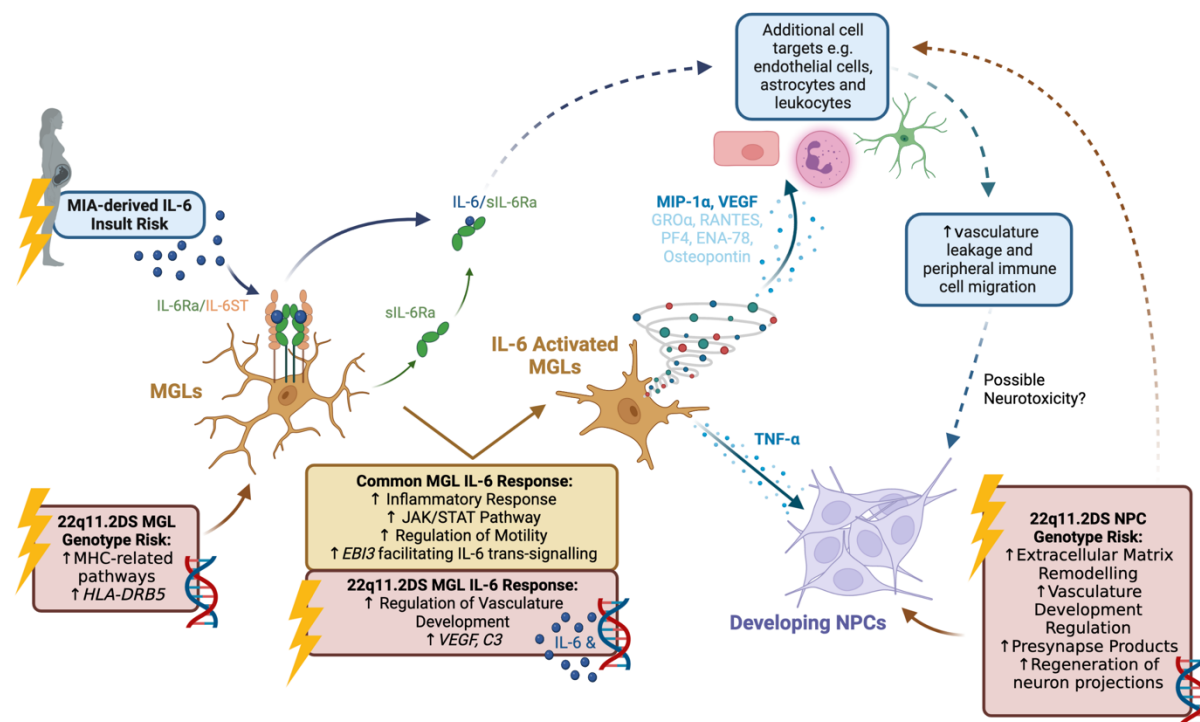 Additional cell
targets e.g.
endothelial cells,
astrocytes and
leukocytes
MIA-derived IL-6
Insult Risk
IL-6/sIL-6Ra
MIP-1α, VEGF
GROα, RANTES,
PF4, ENA-78,
Osteopontin
↑vasculature
leakage and
peripheral immune
cell migration
IL-6Ra/IL-6ST
sIL-6Ra
MGLs
IL-6 Activated
MGLs
Possible
Neurotoxicity?
TNF-α
Common MGL IL-6 Response:
↑ Inflammatory Response
↑ JAK/STAT Pathway
↑ Regulation of Motility
↑ EBI3 facilitating IL-6 trans-signalling
22q11.2DS MGL
Genotype Risk:
↑MHC-related
pathways
↑ HLA-DRB5
22q11.2DS MGL IL-6 Response:
↑ Regulation of Vasculature
Development
↑ VEGF, C3
IL-6 &
Developing NPCs
22q11.2DS NPC
Genotype Risk:
↑Extracellular Matrix
Remodelling
↑Vasculature
Development
Regulation
↑Presynapse Products
↑Regeneration of
neuron projections